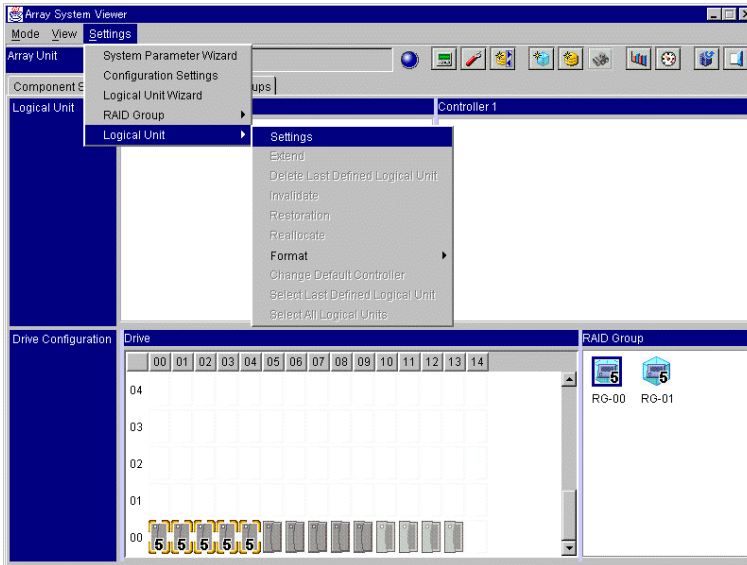 Array System Viewer
Mode View Settings
Array Unit
System Parameter Wizard
Configuration Settings
Logical Unit Wizard
RAID Group
Logical Unit
Component S
ups
Logical Unit
Controller 1
Settings
Extend
Delete Last Defined Logical Unit
Invalidate
Restoration
Reallocate
Format
Change Default Controller
Select Last Defined Logical Unit
Select All Logical Units
Drive Configuration
Drive
RAID Group
00 01 02 03 04 05 06 07 08 09 10 11 12 13 14
04
03
02
01
00
5 5 5 5 5
5 5
RG-00 RG-01